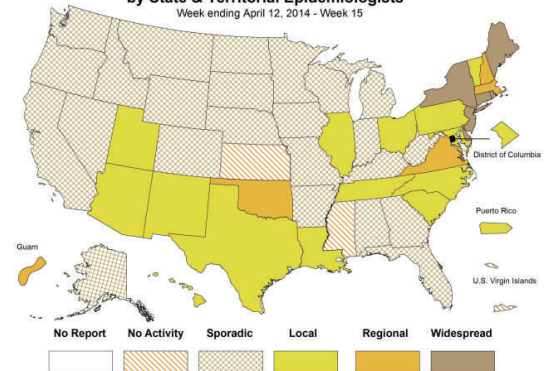 by State & Territorial Epidemiologists
Week ending April 12, 2014 - Week 15
District of Columbia
Puerto Rico
Guam
U.S. Virgin Islands
No Report No Activity Sporadic Local Regional Widespread